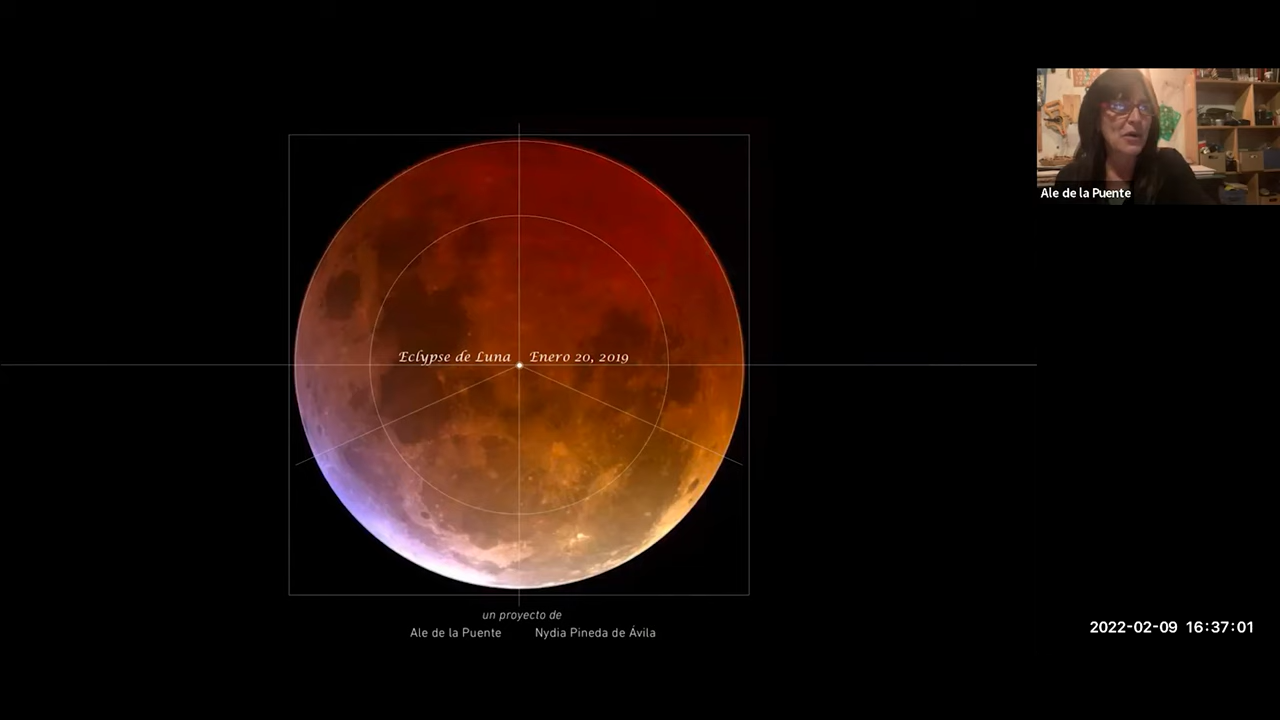 Ale de la Puente
Eclypse de Luna Enero 20, 2019
un proyecto de
Ale de la Puente Nydia Pineda de Ávila
2022-02-09 16:37:01